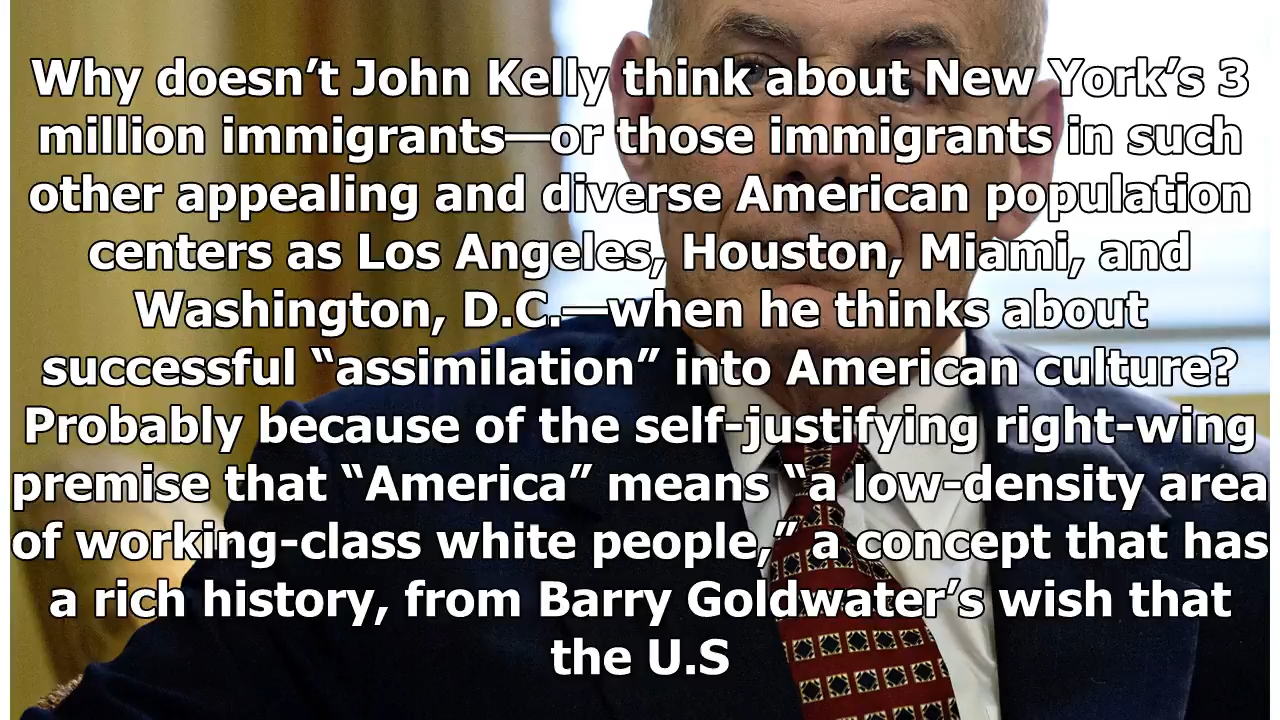 Why doesn’t John Kelly think about New York’s 3
million immigrants—or those immigrants in such
other appealing and diverse American population
centers as Los Angeles, Houston, Miami, and
Washington, D.C.—when he thinks about
successful “assimilation” into American culture?
Probably because of the self-justifying right-wing
premise that “America” means “a low-density area
of working-class white people,” a concept that has
a rich history, from Barry Goldwater’s wish that
the U.S